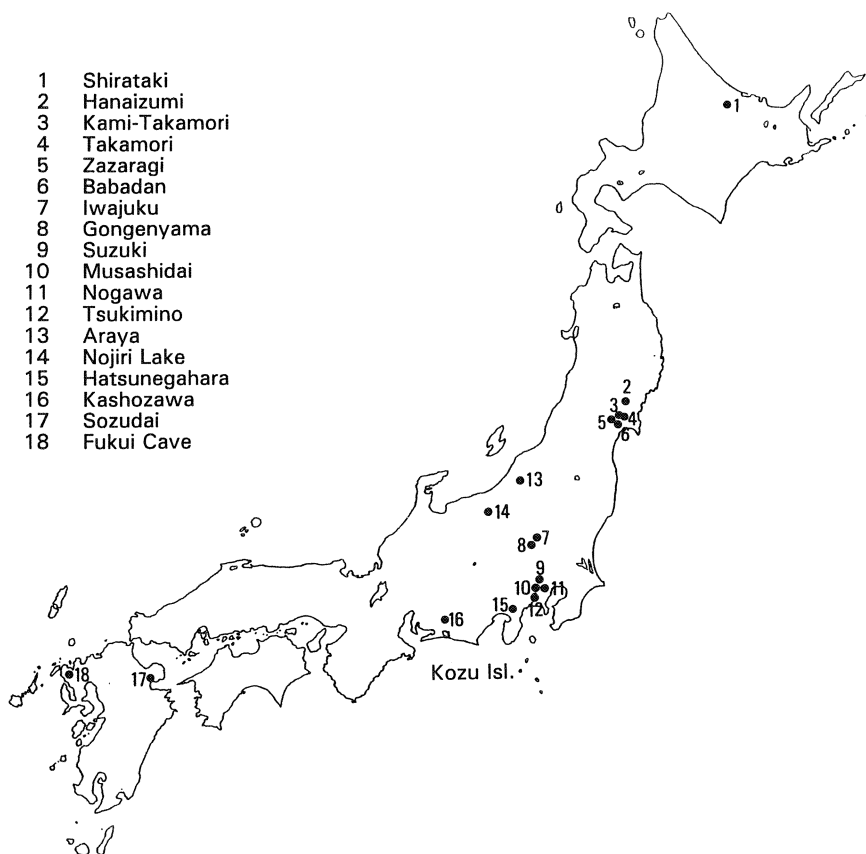 1 Shirataki
2 Hanaizumi
3 Kami-Takamori
4 Takamori
5 Zazaragi
6 Babadan
7 Iwajuku
8 Gongenyama
9 Suzuki
10 Musashidai
11 Nogawa
12 Tsukimino
13 Araya
14 Nojiri Lake
15 Hatsunegahara
16 Kashozawa
17 Sozudai
18 Fukui Cave
1
2
3
4
5
6
13
14
7
8
9
10
11
12
15
16
Kozu Isl.
18
17